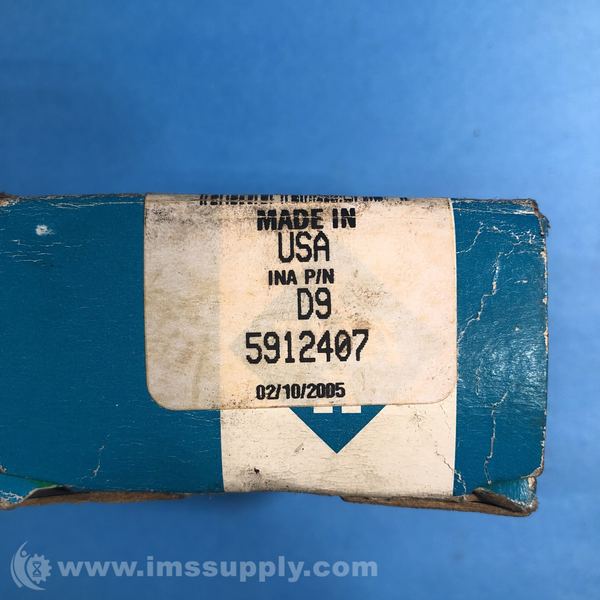 MADE IN
USA
INA P/N
D9
5912407
02/10/2005
www.imssupply.com